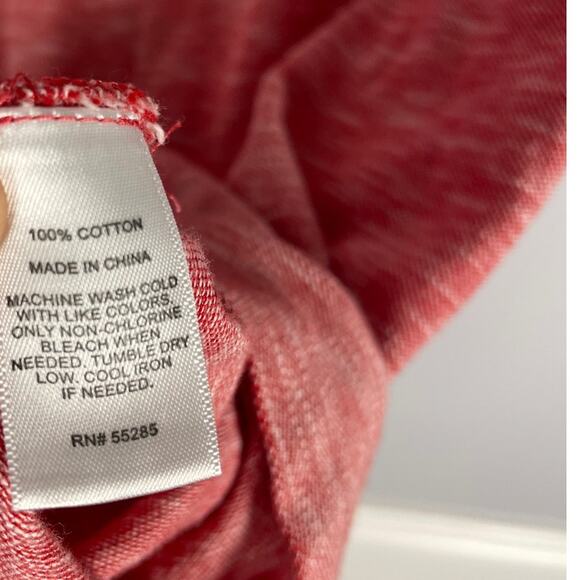 100% COTTON
MADE IN CHINA
MACHINE WASH COLD
WITH LIKE COLORS,
ONLY NON-CHLORINE
BLEACH WHEN
NEEDED. TUMBLE DRY
LOW. COOL IRON
IF NEEDED.
RN# 55285